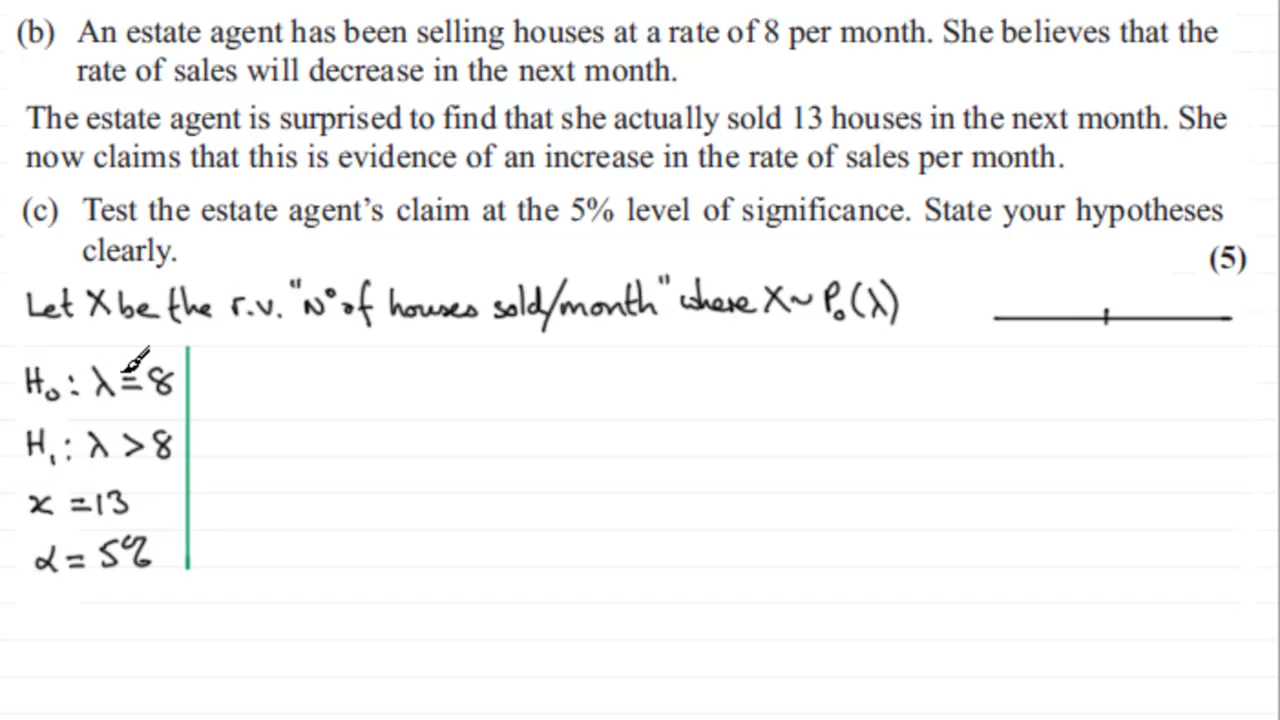 (b) An estate agent has been selling houses at a rate of 8 per month. She believes that the
rate of sales will decrease in the next month.
The estate agent is surprised to find that she actually sold 13 houses in the next month. She
now claims that this is evidence of an increase in the rate of sales per month.
(c) Test the estate agent's claim at the 5% level of significance. State your hypotheses
clearly.
(5)
Let X be the r.v. "N° of houses sold/month" where X ~ Po(λ)
H₀ : λ = 8
H₁ : λ > 8
x = 13
α = 5%